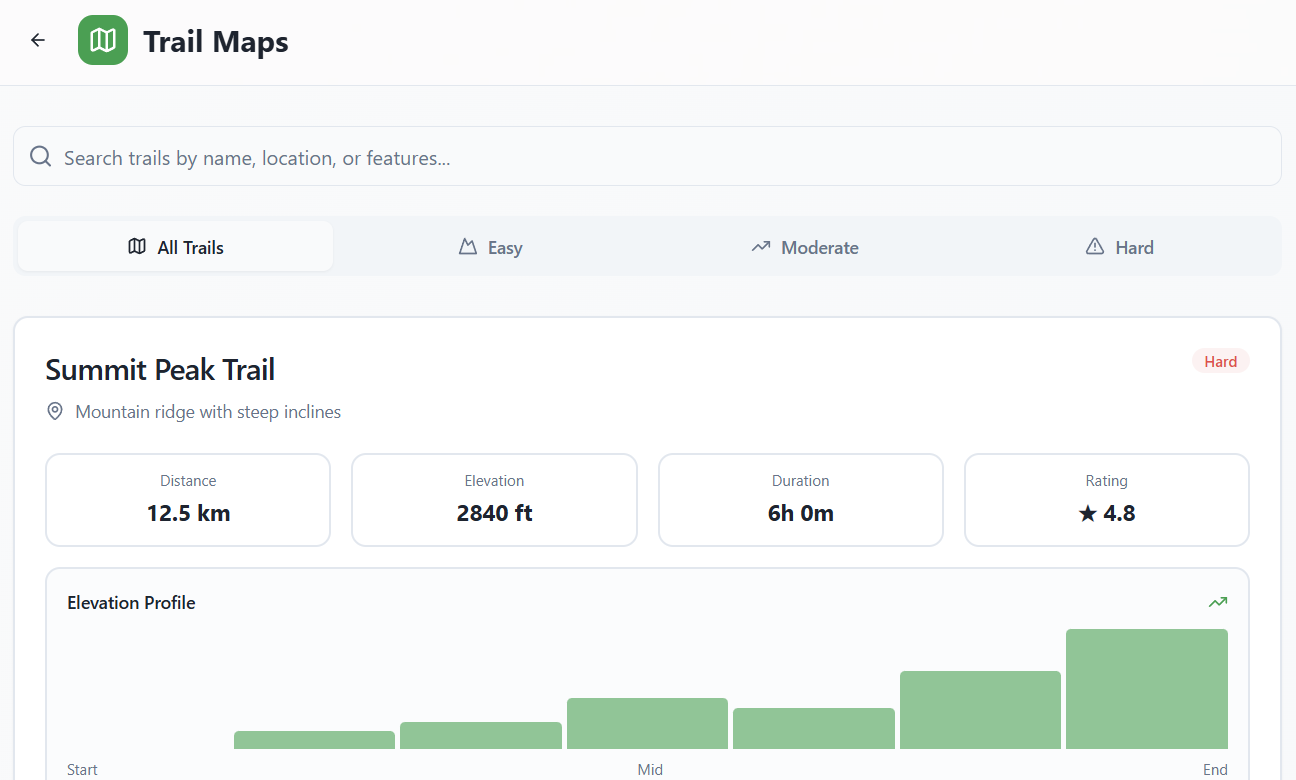 Trail Maps
Search trails by name, location, or features...
All Trails
Easy
Moderate
Hard
Summit Peak Trail
Hard
Mountain ridge with steep inclines
Distance
12.5 km
Elevation
2840 ft
Duration
6h 0m
Rating
★ 4.8
Elevation Profile
Start
Mid
End